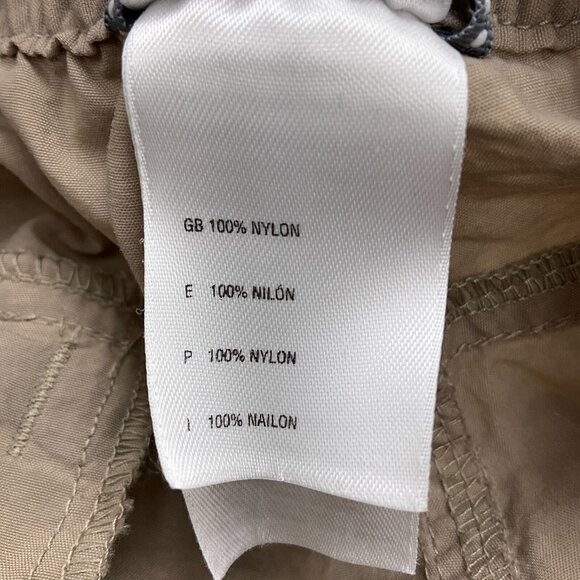 GB 100% NYLON
E 100% NILÓN
P 100% NYLON
I 100% NAILON